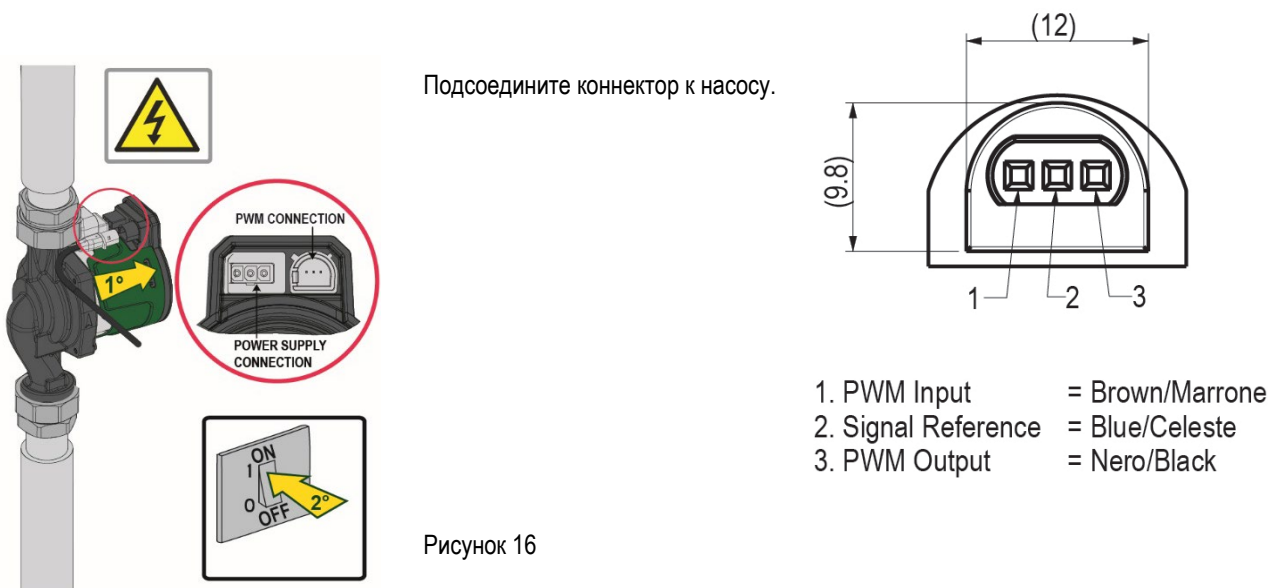 Подсоедините коннектор к насосу.
PWM CONNECTION
POWER SUPPLY
CONNECTION
1°
ON
1
0
OFF
2°
Рисунок 16
(12)
(9.8)
1
2
3
1. PWM Input = Brown/Marrone
2. Signal Reference = Blue/Celeste
3. PWM Output = Nero/Black